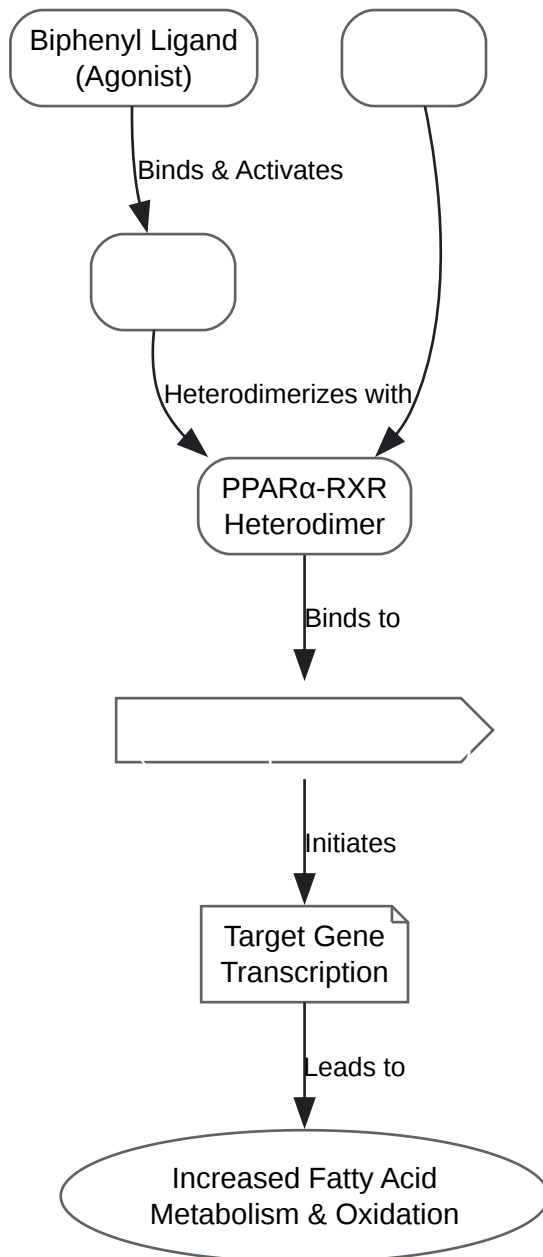 Biphenyl Ligand
(Agonist)
Binds & Activates
Heterodimerizes with
PPARα-RXR
Heterodimer
Binds to
Initiates
Target Gene
Transcription
Leads to
Increased Fatty Acid
Metabolism & Oxidation